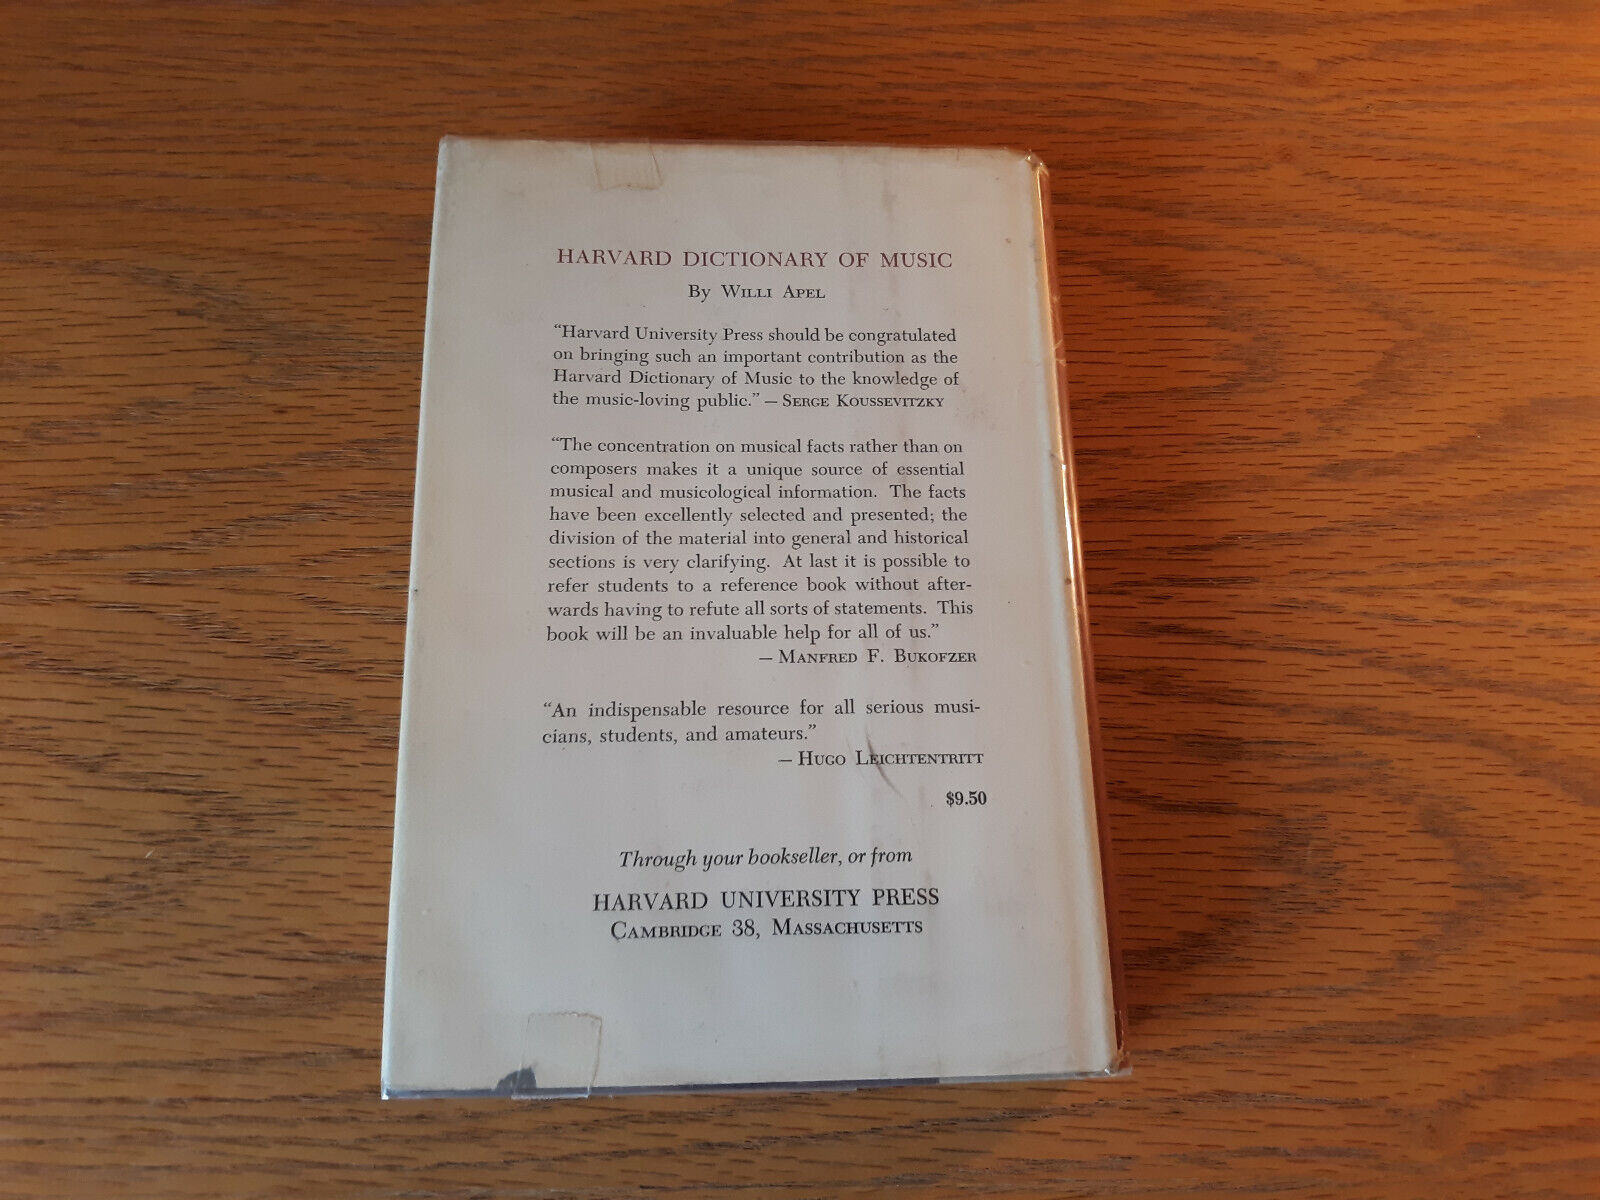 HARVARD DICTIONARY OF MUSIC
By Willi Apel
“Harvard University Press should be congratulated
on bringing such an important contribution as the
Harvard Dictionary of Music to the knowledge of
the music-loving public.” — Serge Koussevitzky
“The concentration on musical facts rather than on
composers makes it a unique source of essential
musical and musicological information. The facts
have been excellently selected and presented; the
division of the material into general and historical
sections is very clarifying. At last it is possible to
refer students to a reference book without after-
wards having to refute all sorts of statements. This
book will be an invaluable help for all of us.”
— Manfred F. Bukofzer
“An indispensable resource for all serious musi-
cians, students, and amateurs.”
— Hugo Leichtentritt
$9.50
Through your bookseller, or from
HARVARD UNIVERSITY PRESS
Cambridge 38, Massachusetts